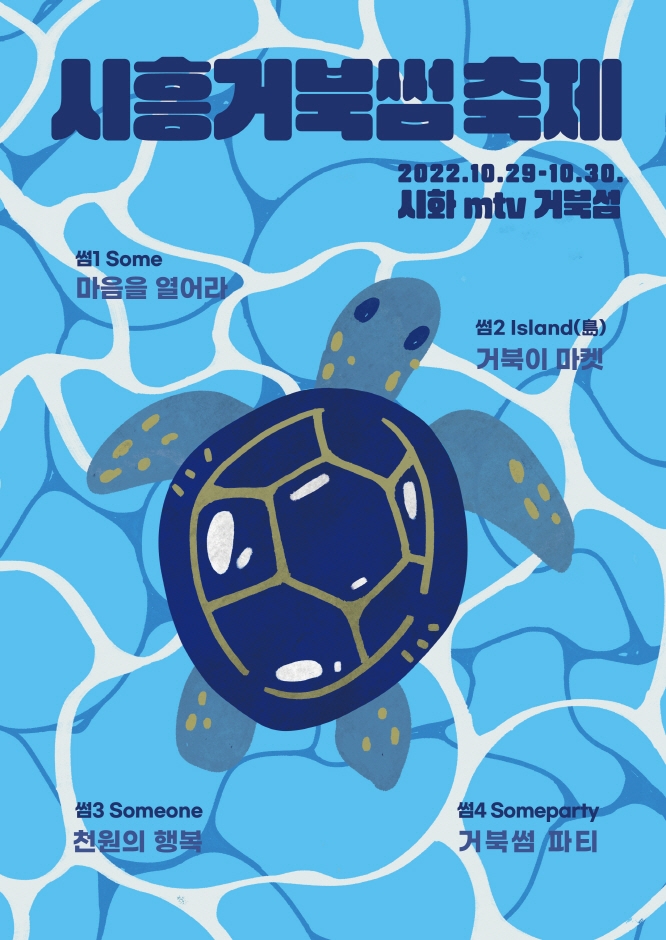 시흥거북썸축제
2022.10.29-10.30.
시화 mtv 거북섬
썸1 Some
마음을 열어라
썸2 Island(島)
거북이 마켓
썸3 Someone
천원의 행복
썸4 Someparty
거북썸 파티